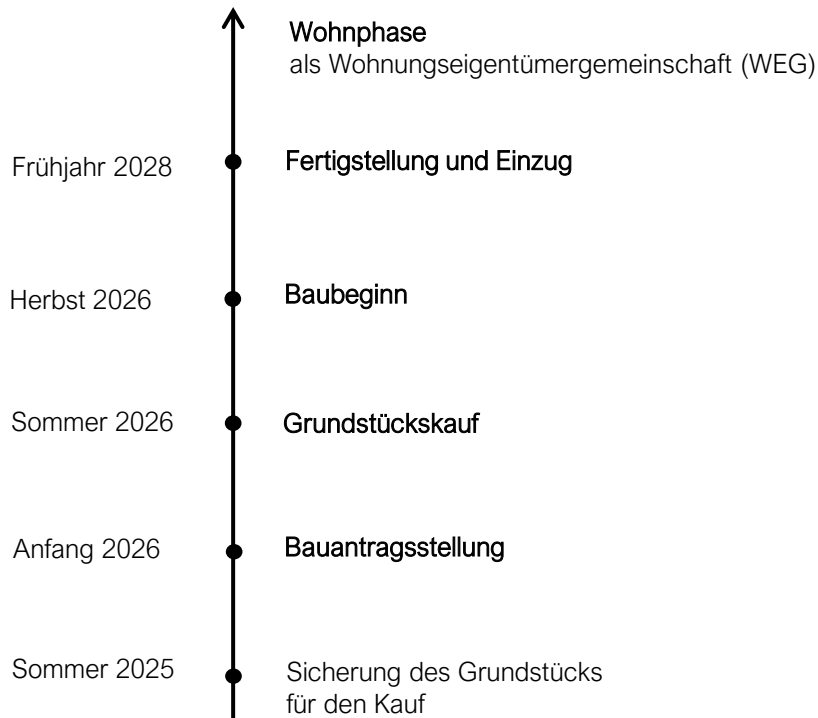 Wohnphase
als Wohnungseigentümergemeinschaft (WEG)
Frühjahr 2028
Fertigstellung und Einzug
Herbst 2026
Baubeginn
Sommer 2026
Grundstückskauf
Anfang 2026
Bauantragsstellung
Sommer 2025
Sicherung des Grundstücks
für den Kauf